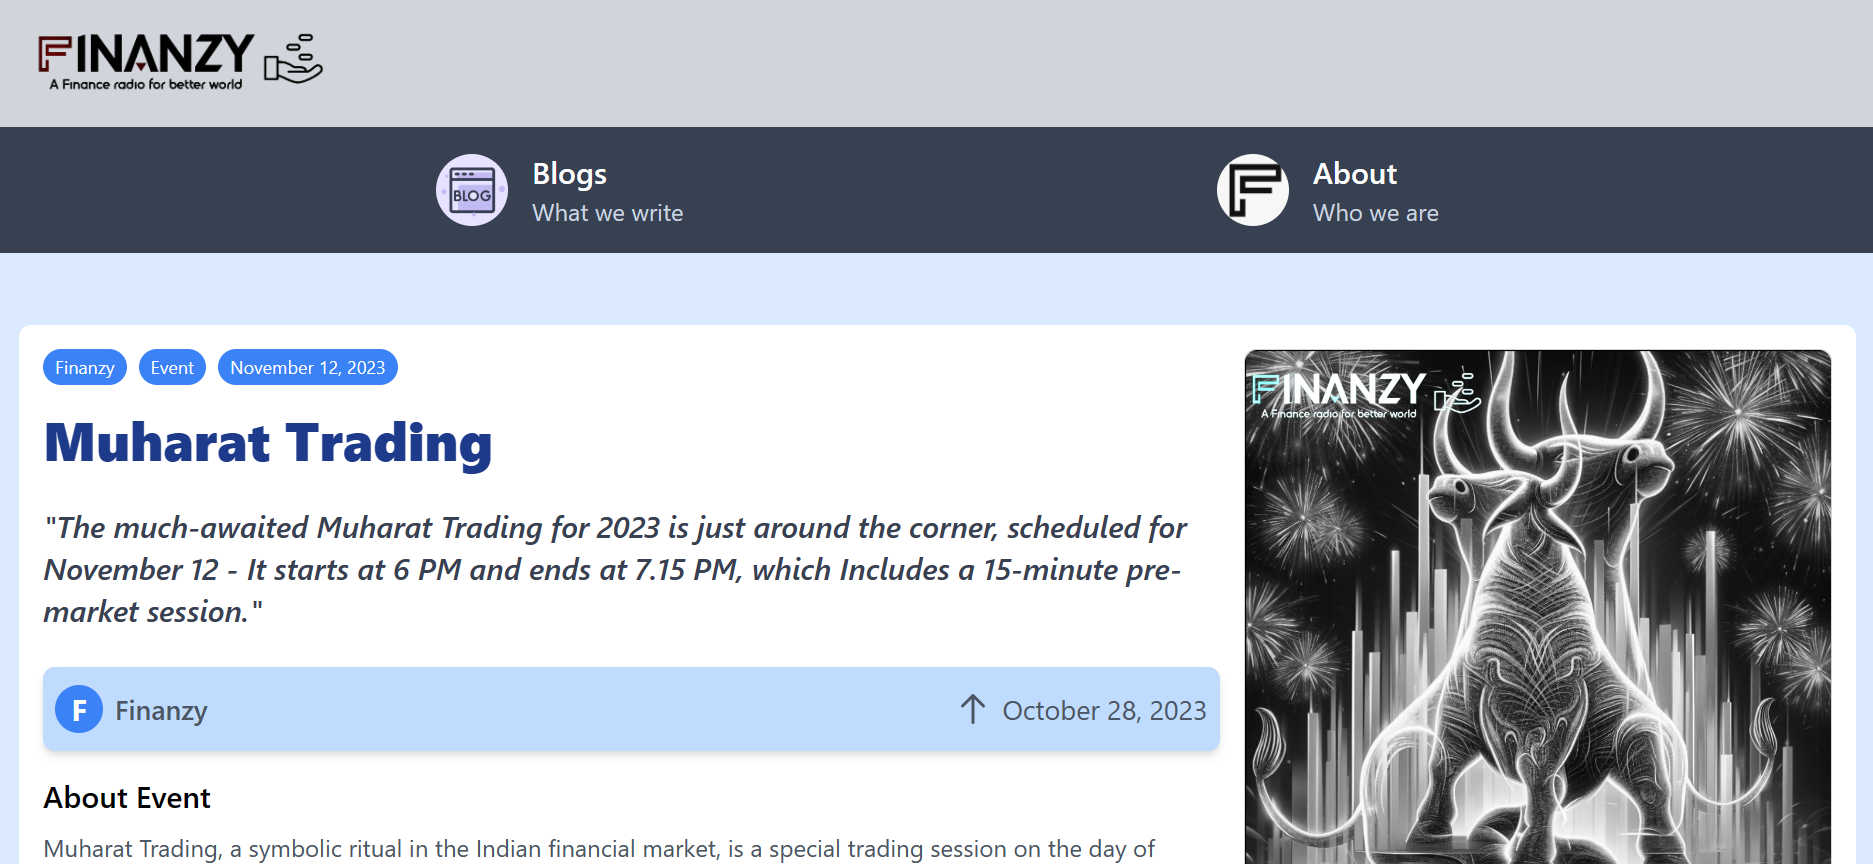 FINANZY
A Finance radio for better world
BLOG
Blogs
What we write
F
About
Who we are
Finanzy
Event
November 12, 2023
Muharat Trading
"The much-awaited Muharat Trading for 2023 is just around the corner, scheduled for
November 12 - It starts at 6 PM and ends at 7.15 PM, which Includes a 15-minute pre-
market session."
F
Finanzy
October 28, 2023
About Event
Muharat Trading, a symbolic ritual in the Indian financial market, is a special trading session on the day of
FINANZY
A Finance radio for better world